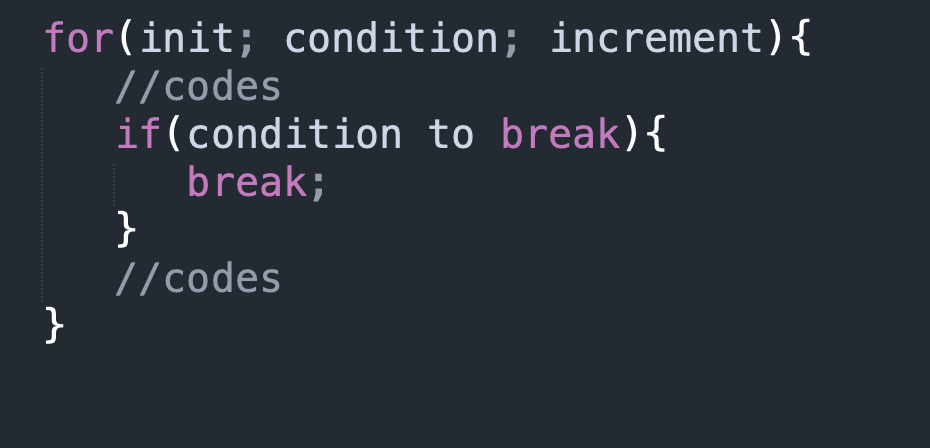 for(init; condition; increment){
//codes
if(condition to break){
break;
}
//codes
}